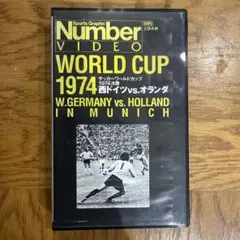 Sports Graphic
Number
VIDEO
VHS
WORLD CUP
1974
サッカーワールドカップ
1974決勝
西ドイツvs.オランダ
W.GERMANY vs. HOLLAND
IN MUNICH